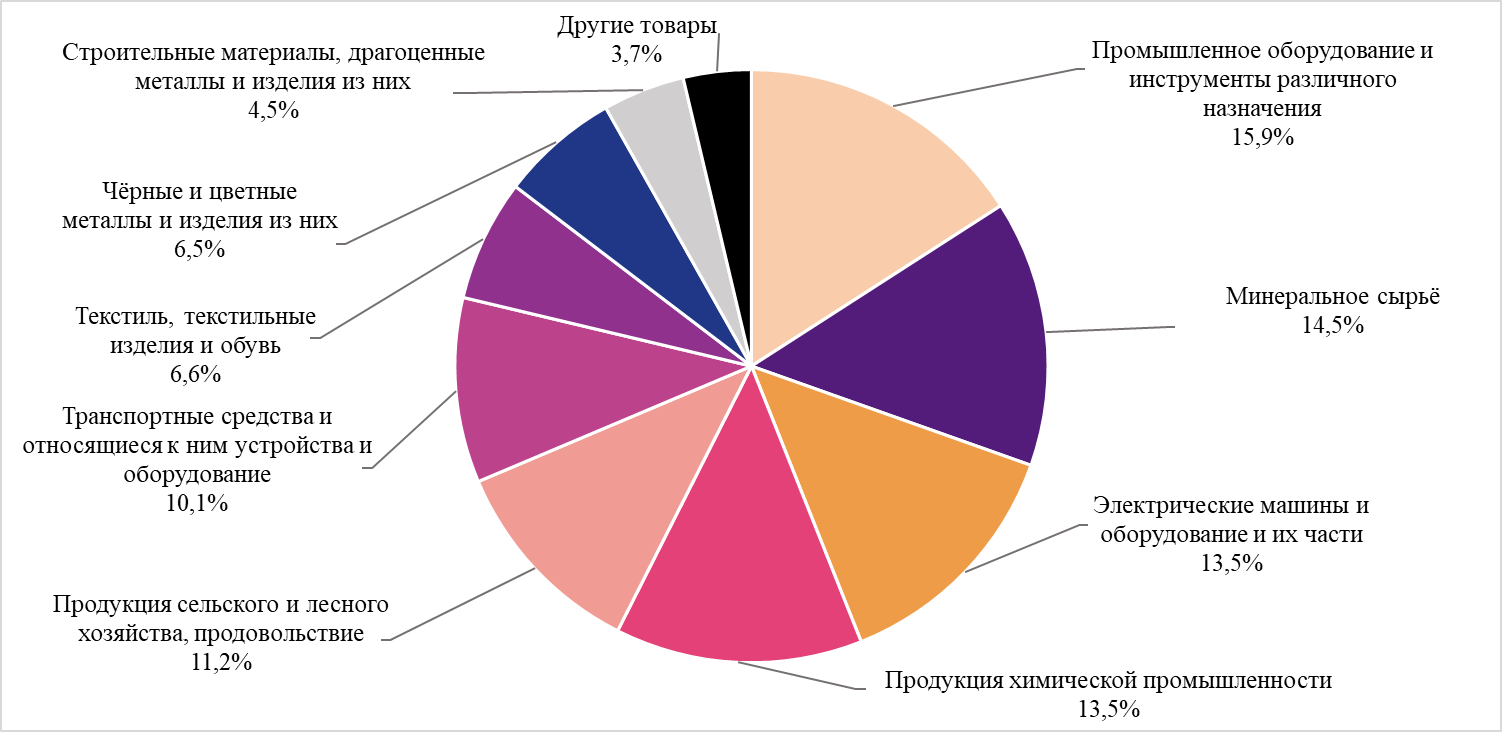 Другие товары
3,7%
Строительные материалы, драгоценные
металлы и изделия из них
4,5%
Промышленное оборудование и
инструменты различного
назначения
15,9%
Чёрные и цветные
металлы и изделия из них
6,5%
Минеральное сырьё
14,5%
Текстиль, текстильные
изделия и обувь
6,6%
Транспортные средства и
относящиеся к ним устройства и
оборудование
10,1%
Электрические машины и
оборудование и их части
13,5%
Продукция сельского и лесного
хозяйства, продовольствие
11,2%
Продукция химической промышленности
13,5%